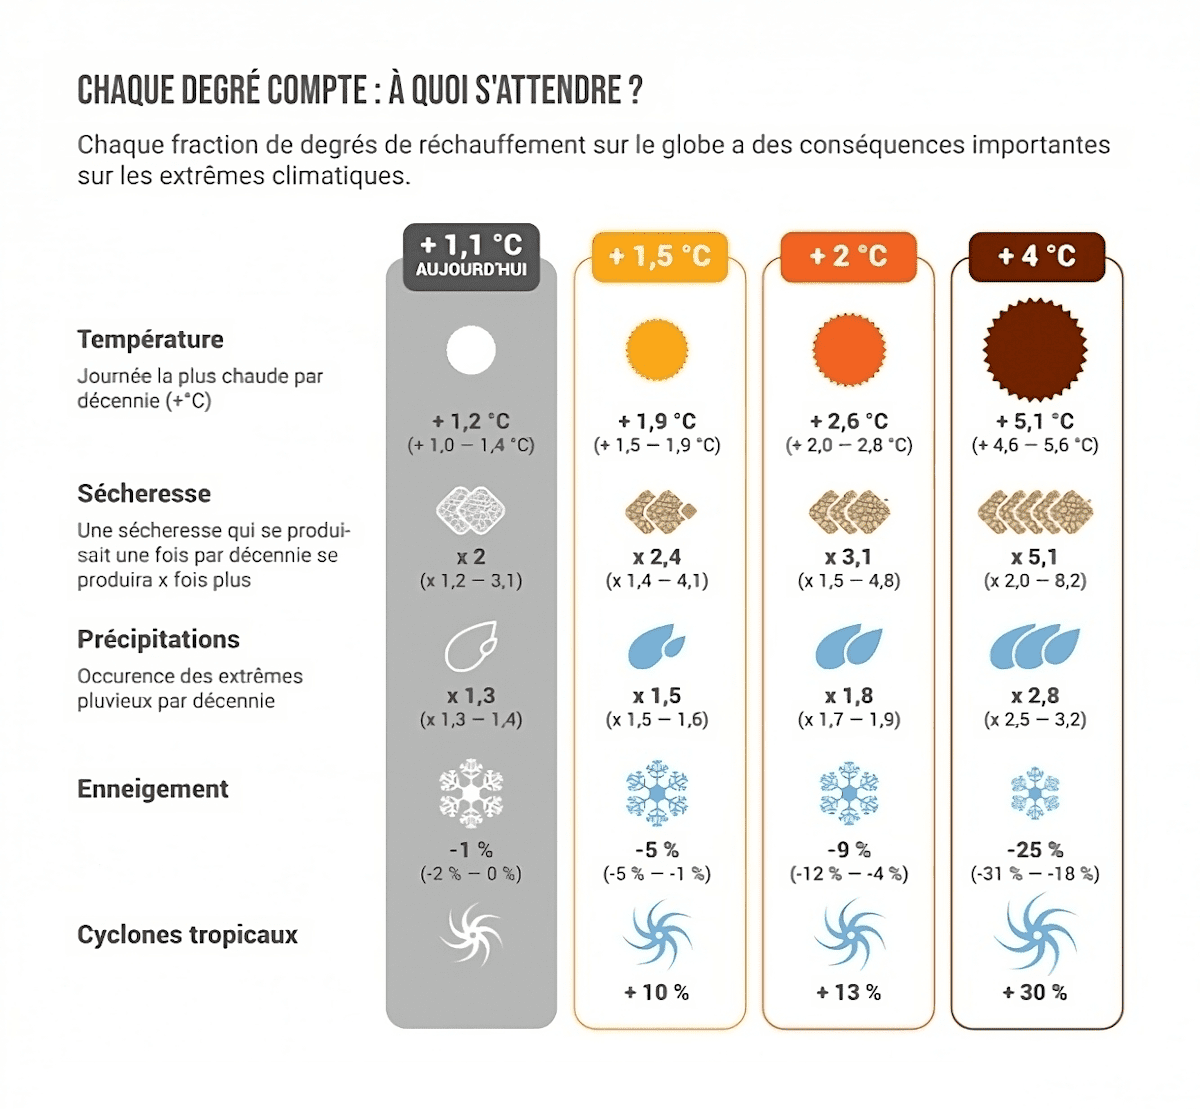 CHAQUE DEGRÉ COMPTE : À QUOI S'ATTENDRE ?
Chaque fraction de degrés de réchauffement sur le globe a des conséquences importantes
sur les extrêmes climatiques.
+ 1,1 °C
AUJOURD'HUI
+ 1,5 °C
+ 2 °C
+ 4 °C
Température
Journée la plus chaude par
décennie (+°C)
+ 1,2 °C
(+ 1,0 – 1,4 °C)
+ 1,9 °C
(+ 1,5 – 1,9 °C)
+ 2,6 °C
(+ 2,0 – 2,8 °C)
+ 5,1 °C
(+ 4,6 – 5,6 °C)
Sécheresse
Une sécheresse qui se produi-
sait une fois par décennie se
produira x fois plus
x 2
(x 1,2 – 3,1)
x 2,4
(x 1,4 – 4,1)
x 3,1
(x 1,5 – 4,8)
x 5,1
(x 2,0 – 8,2)
Précipitations
Occurence des extrêmes
pluvieux par décennie
x 1,3
(x 1,3 – 1,4)
x 1,5
(x 1,5 – 1,6)
x 1,8
(x 1,7 – 1,9)
x 2,8
(x 2,5 – 3,2)
Enneigement
-1 %
(-2 % – 0 %)
-5 %
(-5 % – -1 %)
-9 %
(-12 % – -4 %)
-25 %
(-31 % – -18 %)
Cyclones tropicaux
+ 10 %
+ 13 %
+ 30 %